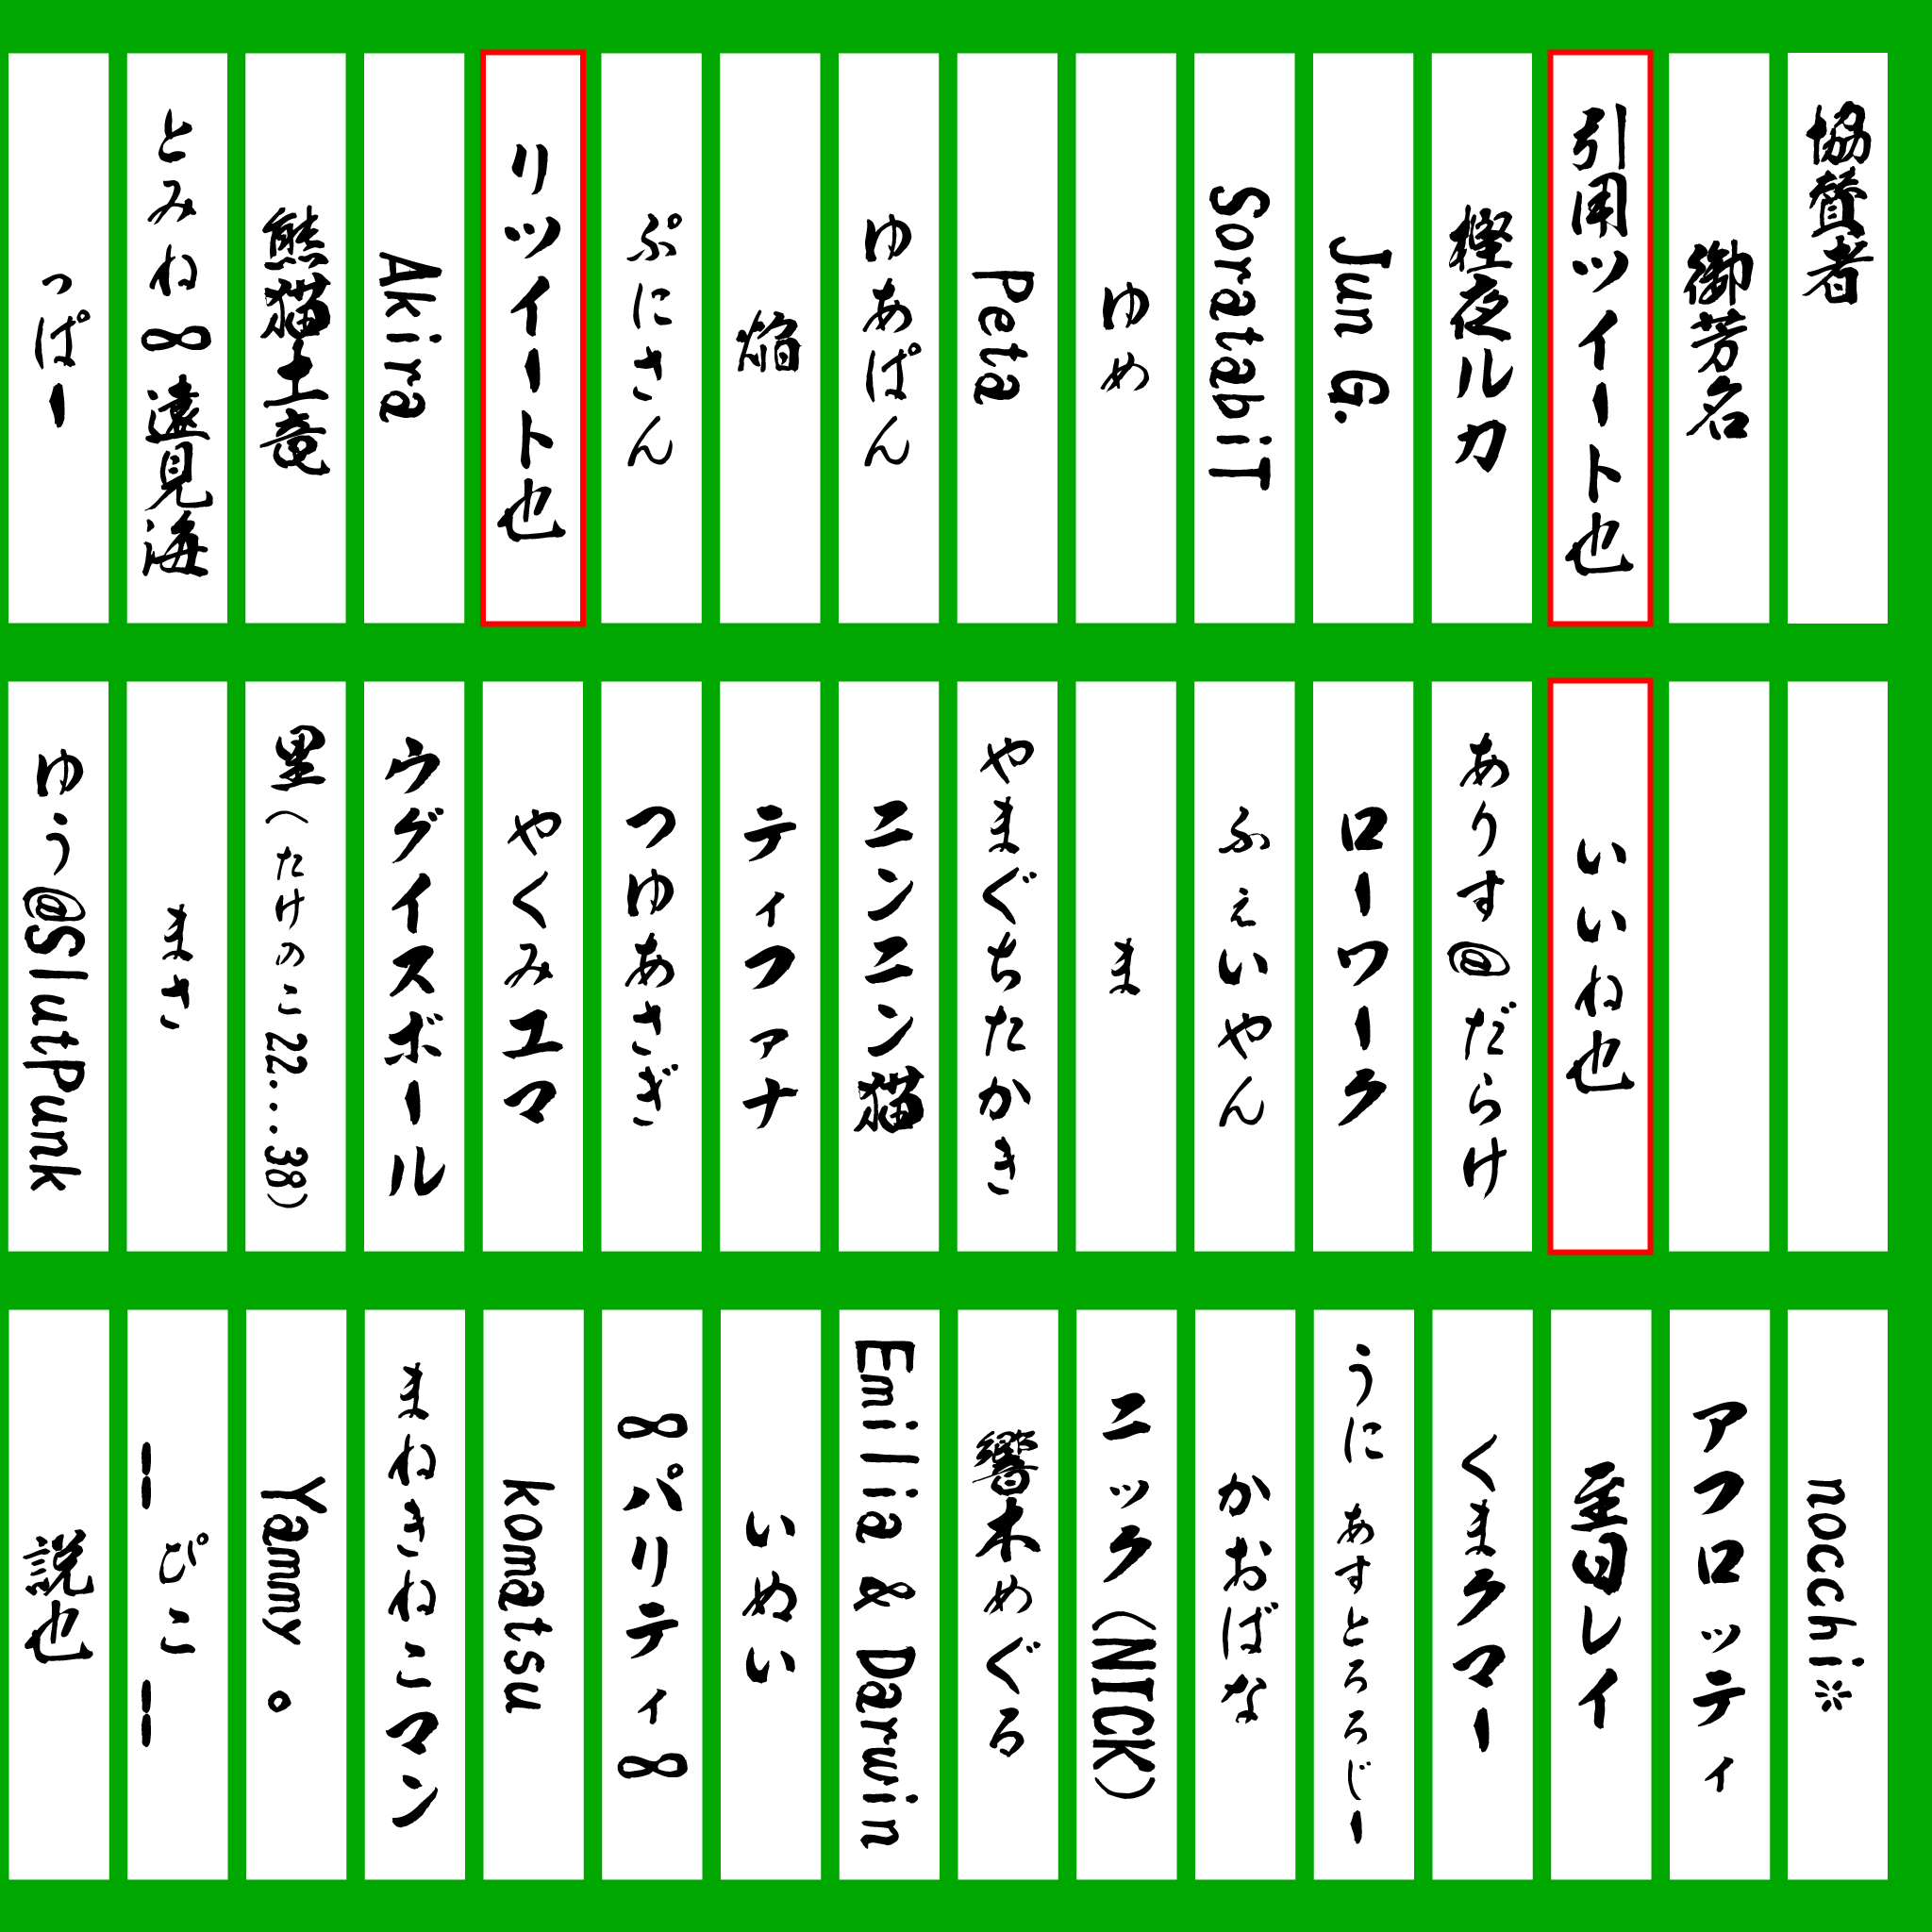 協賛者
御芳名
引用ツイート也
樫夜ルカ
Jun G.
SoratabiT
ゆめ
Peta
ゆあぱん
焔
ぷにさん
リツイート也
Akira
熊猫土竜
とみね∞遠見海
っぱー
いいね也
ありす@だらけ
ローワーク
ふぇいやん
ま
やまぐちたかき
ニンニン猫
ティファナ
つゆあさぎ
やくみユマ
ウグイスボール
塁(たけのこ22...38)
まさ
ゆう@SlutPunk
nocchi※
アフロッティ
レイ
くまクマー
うに あすとろろじー
かおばな
ニック(NICK)
響木めぐる
Emilia & Darwin
いめい
∞パリティ∞
komatsu
まねきねこマン
Yammy。
|ぴこ|
説也